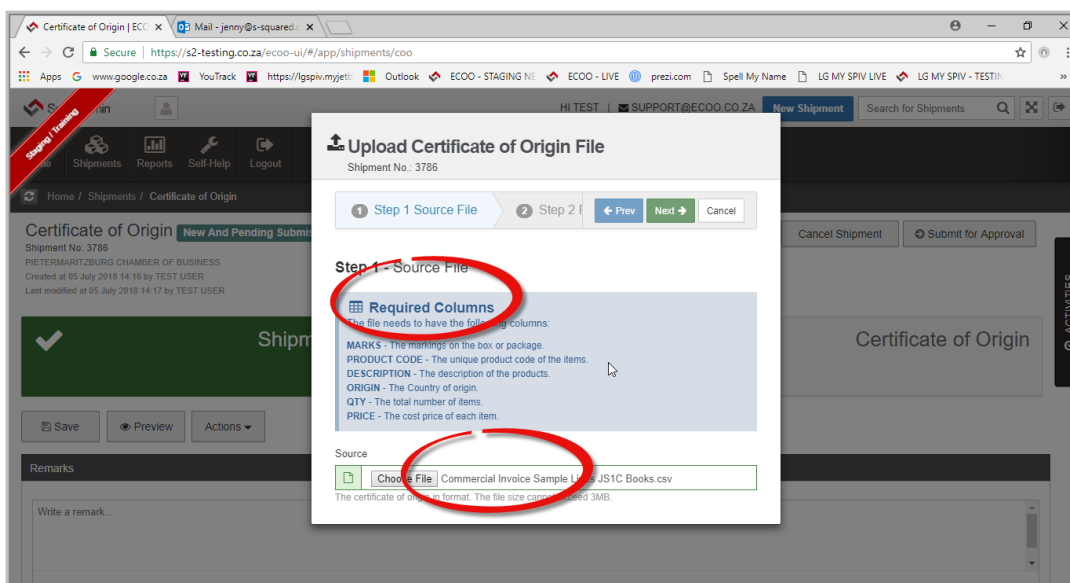 Certificate of Origin | ECO
Mail - jenny@s-squared.c
Secure | https://s2-testing.co.za/ecoo-ui/#/app/shipments/coo
Apps www.google.co.za YouTrack https://lgspiv.myjet Outlook ECOO - STAGING NE ECOO - LIVE prezi.com Spell My Name LG MY SPIV LIVE LG MY SPIV - TESTIN »
Staging / Training
HI TEST | SUPPORT@ECOO.CO.ZA New Shipment Search for Shipments
Shipments Reports Self-Help Logout
Home / Shipments / Certificate of Origin
Certificate of Origin New And Pending Submis
Shipment No: 3786
PIETERMARITZBURG CHAMBER OF BUSINESS
Created at 05 July 2018 14:16 by TEST USER
Last modified at 05 July 2018 14:17 by TEST USER
Cancel Shipment Submit for Approval
ACTIVITIES
Shipm
Certificate of Origin
Save Preview Actions
Remarks
Write a remark...
Upload Certificate of Origin File
Shipment No.: 3786
1 Step 1 Source File 2 Step 2 Prev Next Cancel
Step 1 - Source File
Required Columns
The file needs to have the following columns:
MARKS - The markings on the box or package.
PRODUCT CODE - The unique product code of the items.
DESCRIPTION - The description of the products.
ORIGIN - The Country of origin.
QTY - The total number of items.
PRICE - The cost price of each item.
Source
Choose File Commercial Invoice Sample Lines JS1C Books.csv
The certificate of origin in format. The file size cannot exceed 3MB.